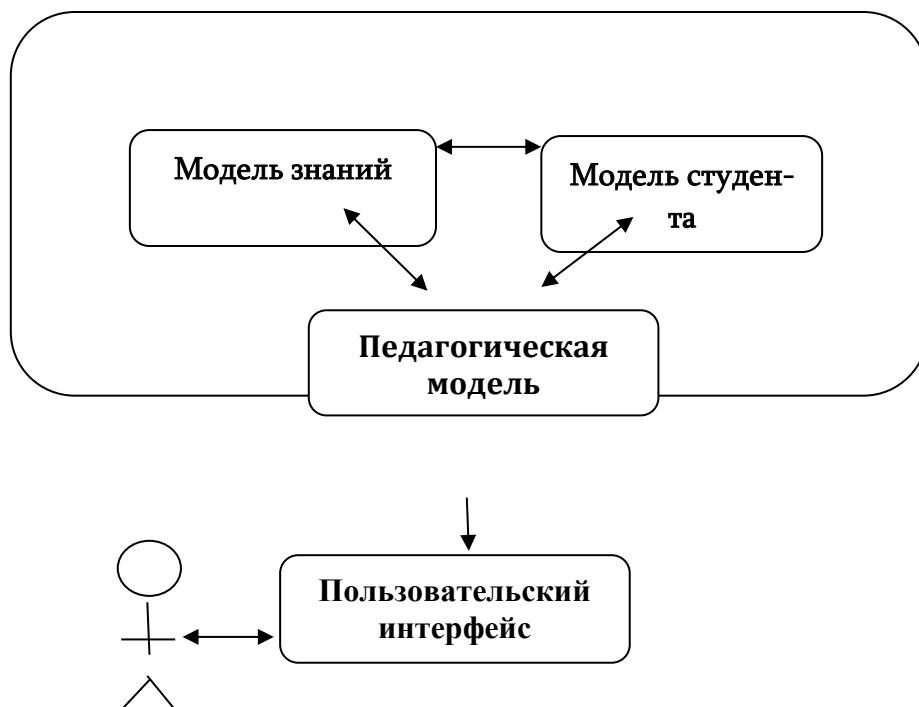 Модель знаний
Модель студен-
та
Педагогическая
модель
Пользовательский
интерфейс